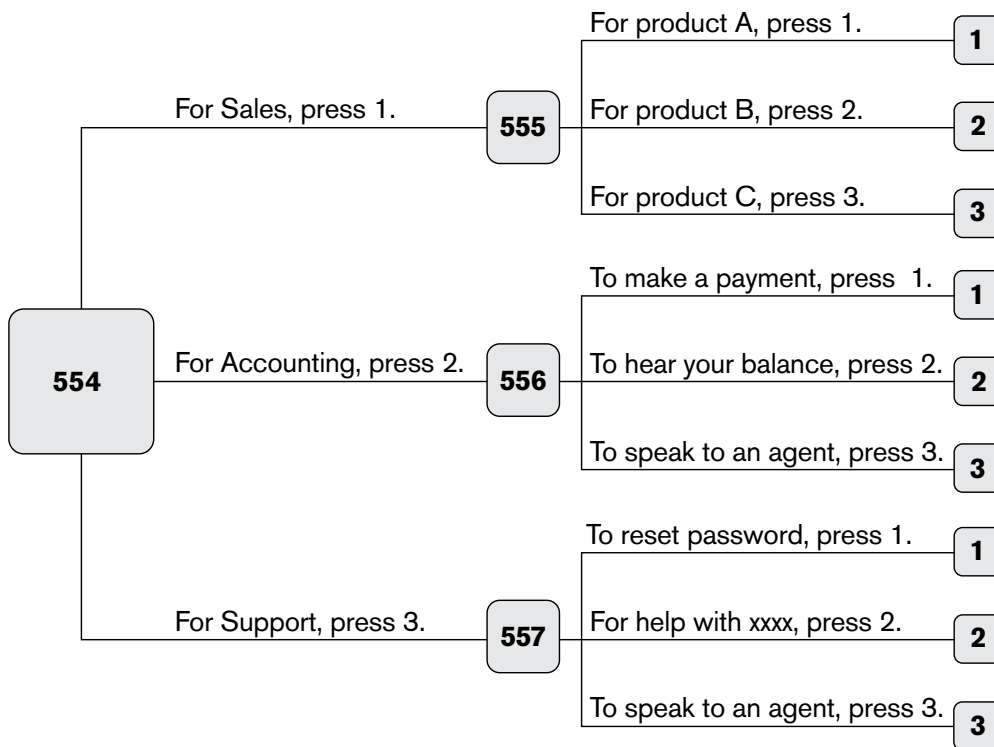 For product A, press 1.
1
For Sales, press 1.
555
For product B, press 2.
2
For product C, press 3.
3
To make a payment, press  1.
1
554
For Accounting, press 2.
556
To hear your balance, press 2.
2
To speak to an agent, press 3.
3
To reset password, press 1.
1
For Support, press 3.
557
For help with xxxx, press 2.
2
To speak to an agent, press 3.
3